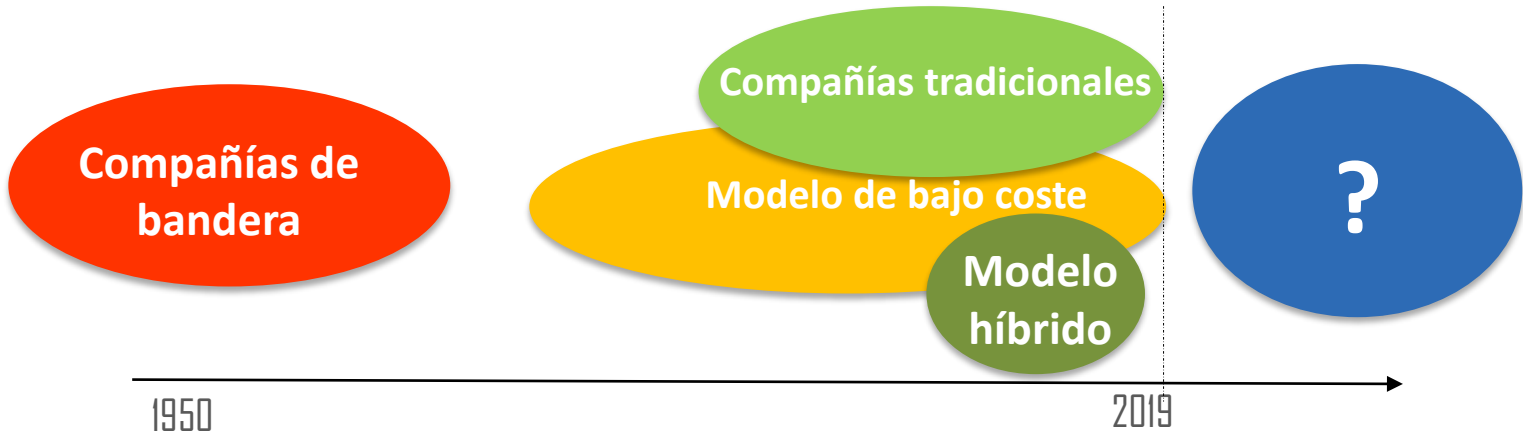 Compañías de
bandera
Compañías tradicionales
Modelo de bajo coste
Modelo
híbrido
?
1950
2019